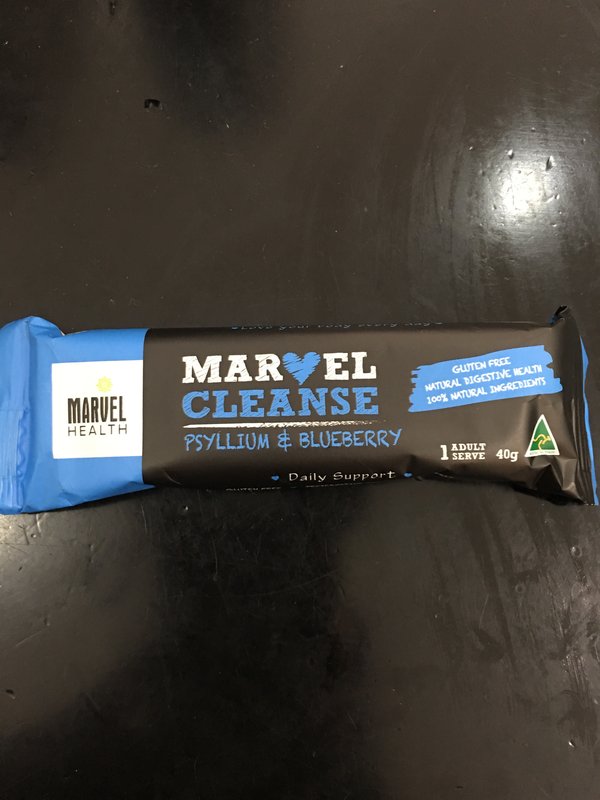 MARVEL
HEALTH
MARVEL
CLEANSE
PSYLLIUM & BLUEBERRY
Daily Support
GLUTEN FREE
NATURAL DIGESTIVE HEALTH
100% NATURAL INGREDIENTS
1 ADULT
SERVE 40g